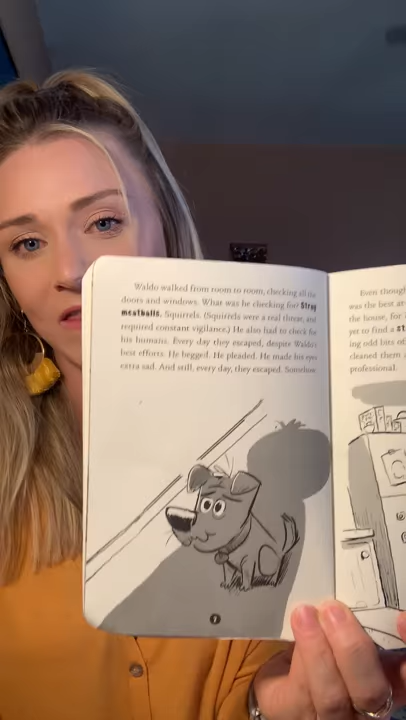 Waldo walked from room to room, checking all the
doors and windows. What was he checking for? Stray
meatballs. Squirrels. (Squirrels were a real threat, and
required constant vigilance.) He also had to check for
his humans. Every day they escaped, despite Waldo's
best efforts. He begged. He pleaded. He made his eyes
extra sad. And still, every day, they escaped. Somehow
7
Even though
was the best at
the house, for
yet to find a st
ing odd bits of
cleaned them
professional.